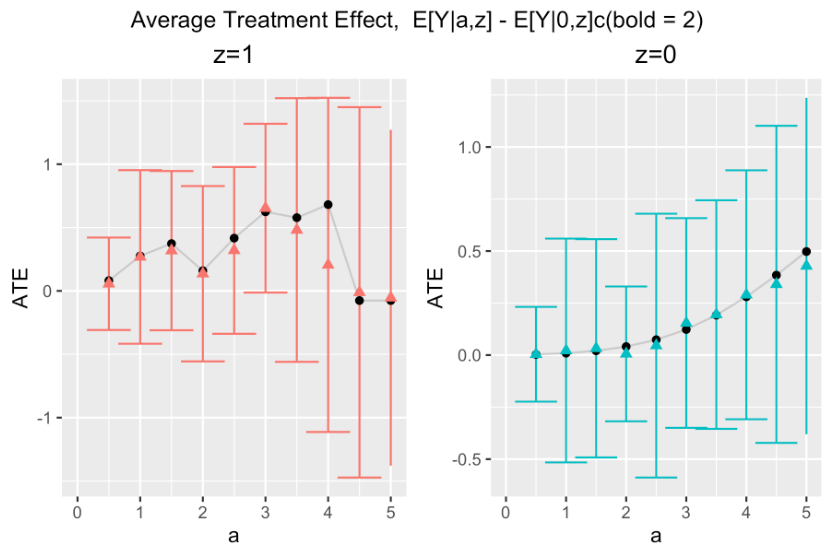 Average Treatment Effect,  E[Y|a,z] - E[Y|0,z]c(bold = 2)
z=1
z=0
ATE
1
0
-1
0 1 2 3 4 5
a
ATE
1.0
0.5
0.0
-0.5
0 1 2 3 4 5
a